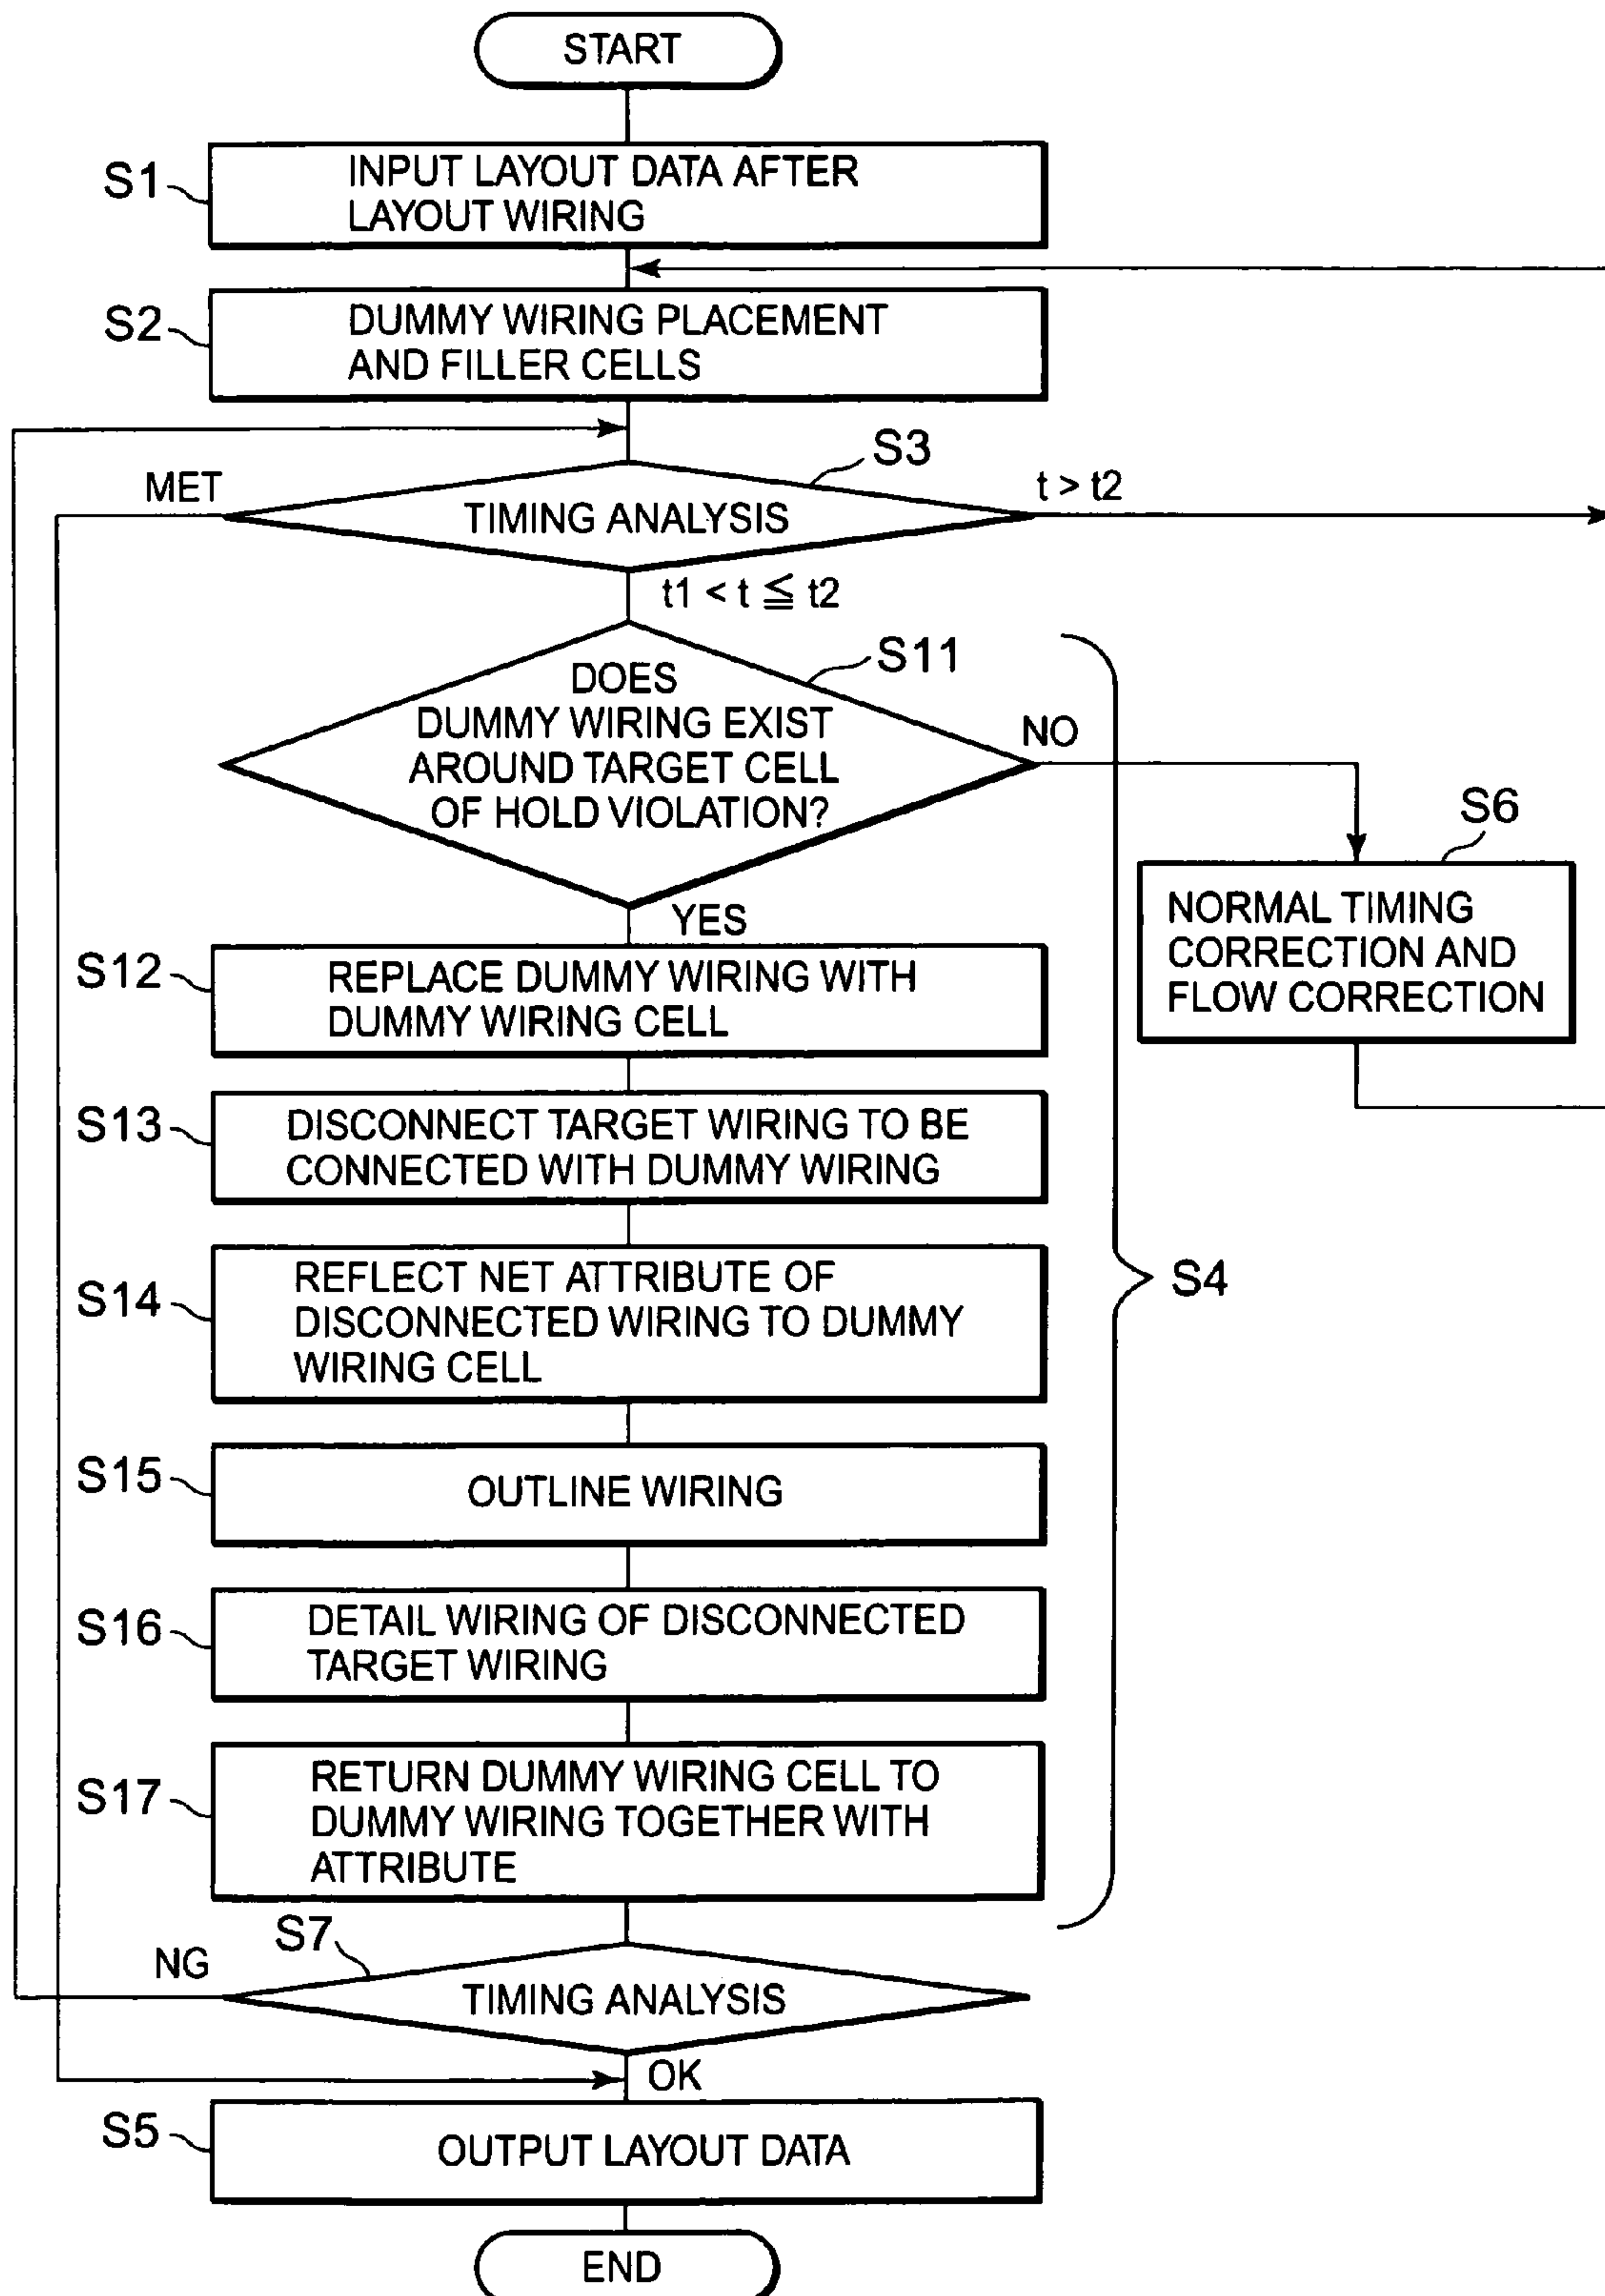 START
S1
INPUT LAYOUT DATA AFTER
LAYOUT WIRING
S2
DUMMY WIRING PLACEMENT
AND FILLER CELLS
S3
MET
t > t2
TIMING ANALYSIS
t1 < t ≦ t2
S11
DOES
DUMMY WIRING EXIST
AROUND TARGET CELL
OF HOLD VIOLATION?
NO
S6
NORMAL TIMING
CORRECTION AND
FLOW CORRECTION
YES
S12
REPLACE DUMMY WIRING WITH
DUMMY WIRING CELL
S13
DISCONNECT TARGET WIRING TO BE
CONNECTED WITH DUMMY WIRING
S4
S14
REFLECT NET ATTRIBUTE OF
DISCONNECTED WIRING TO DUMMY
WIRING CELL
S15
OUTLINE WIRING
S16
DETAIL WIRING OF DISCONNECTED
TARGET WIRING
S17
RETURN DUMMY WIRING CELL TO
DUMMY WIRING TOGETHER WITH
ATTRIBUTE
S7
NG
TIMING ANALYSIS
OK
S5
OUTPUT LAYOUT DATA
END